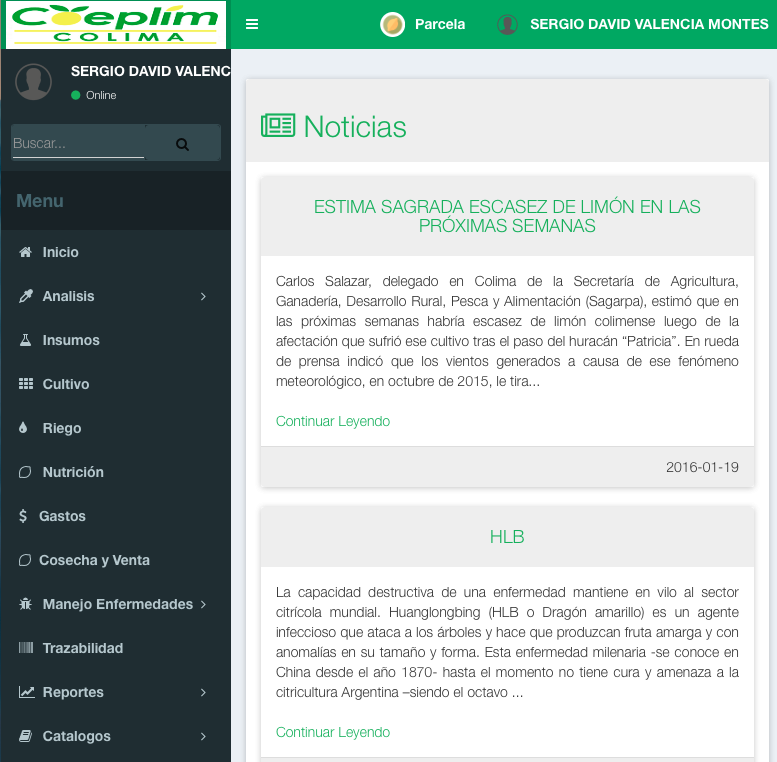 Coeplim
COLIMA
Parcela
SERGIO DAVID VALENCIA MONTES
SERGIO DAVID VALENC
Online
Buscar...
Menu
Inicio
Analisis
Insumos
Cultivo
Riego
Nutrición
$ Gastos
Cosecha y Venta
Manejo Enfermedades
Trazabilidad
Reportes
Catalogos
Noticias
ESTIMA SAGRADA ESCASEZ DE LIMÓN EN LAS
PRÓXIMAS SEMANAS
Carlos Salazar, delegado en Colima de la Secretaría de Agricultura,
Ganadería, Desarrollo Rural, Pesca y Alimentación (Sagarpa), estimó que en
las próximas semanas habría escasez de limón colimense luego de la
afectación que sufrió ese cultivo tras el paso del huracán “Patricia”. En rueda
de prensa indicó que los vientos generados a causa de ese fenómeno
meteorológico, en octubre de 2015, le tira...
Continuar Leyendo
2016-01-19
HLB
La capacidad destructiva de una enfermedad mantiene en vilo al sector
citrícola mundial. Huanglongbing (HLB o Dragón amarillo) es un agente
infeccioso que ataca a los árboles y hace que produzcan fruta amarga y con
anomalías en su tamaño y forma. Esta enfermedad milenaria -se conoce en
China desde el año 1870- hasta el momento no tiene cura y amenaza a la
citricultura Argentina –siendo el octavo ...
Continuar Leyendo